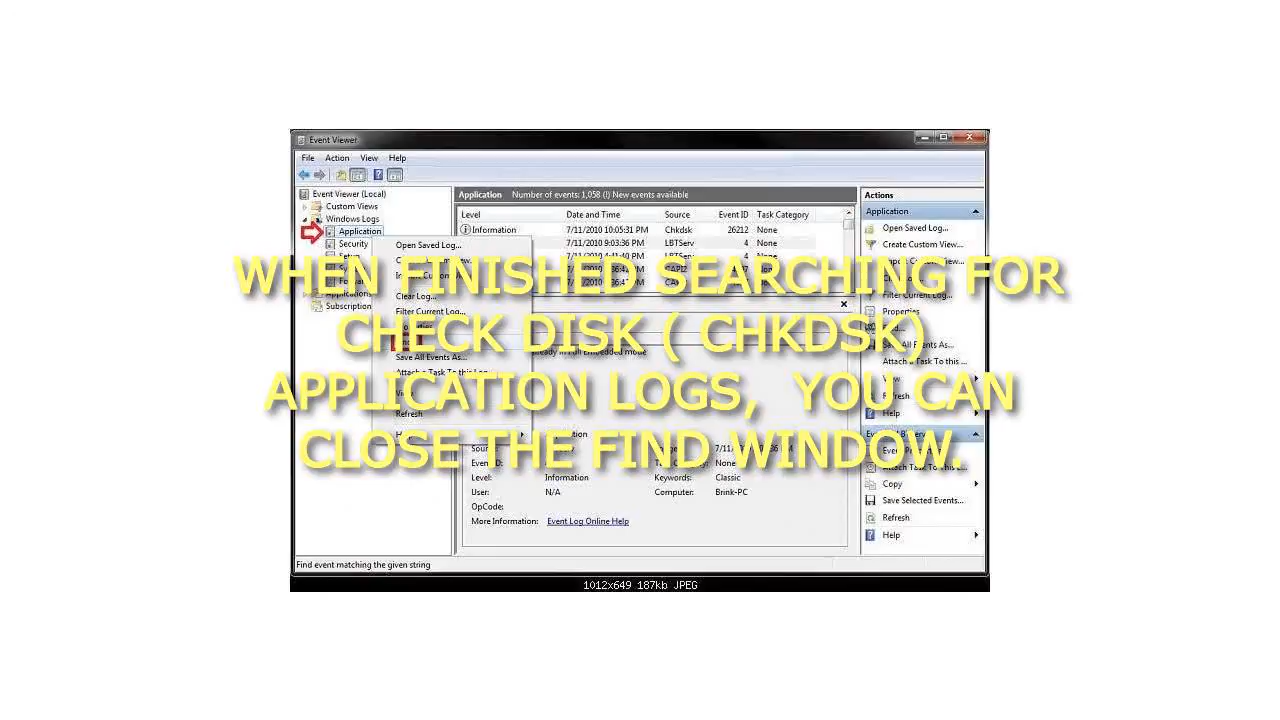 Event Viewer
File Action View Help
Event Viewer (Local)
Custom Views
Windows Logs
Application
Security
Subscription
Application Number of events: 1,058 (!) New events available
Level Date and Time Source Event ID Task Category
Information 7/11/2010 10:05:31 PM Chkdsk 26212 None
7/11/2010 9:03:36 PM LBTServ 4 None
Open Saved Log...
Clear Log...
Filter Current Log...
Save All Events As...
Attach a Task To this Log...
Refresh
WHEN FINISHED SEARCHING FOR
CHECK DISK ( CHKDSK)
APPLICATION LOGS, YOU CAN
CLOSE THE FIND WINDOW.
Level: Information Keywords: Classic
User: N/A Computer: Brink-PC
OpCode:
More Information: Event Log Online Help
Actions
Application
Open Saved Log...
Create Custom View...
Filter Current Log...
Properties
Attach a Task To this ...
Help
Copy
Save Selected Events...
Refresh
Help
Find event matching the given string
1012x649 187kb JPEG